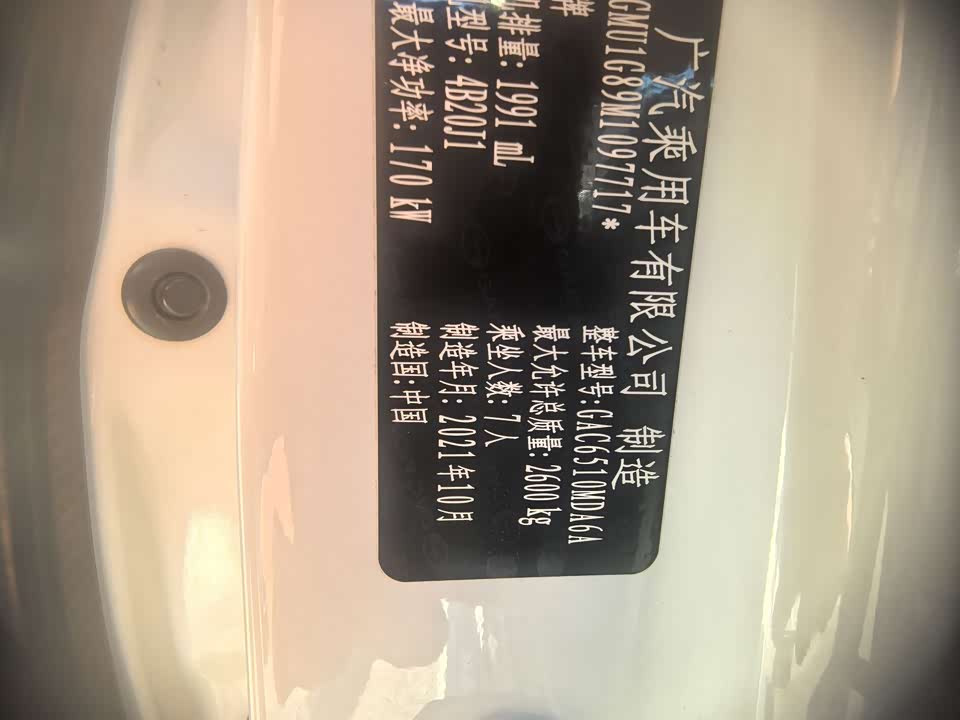 广汽乘用车有限公司 制造
GMU1G89M1097717*
牌 整车型号:GAC6510MDA6A
排量:1991 mL 最大允许总质量:2600 kg
型号:4B20J1 乘坐人数:7人
最大净功率:170 kW 制造年月:2021年10月
制造国:中国